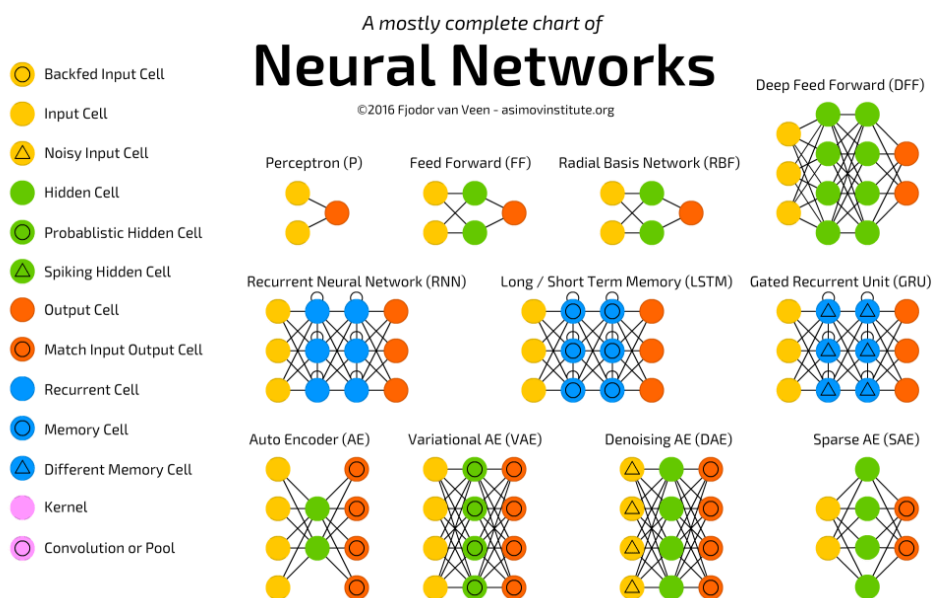 A mostly complete chart of
Neural Networks
©2016 Fjodor van Veen - asimovinstitute.org
Backfed Input Cell
Input Cell
Noisy Input Cell
Hidden Cell
Probablistic Hidden Cell
Spiking Hidden Cell
Output Cell
Match Input Output Cell
Recurrent Cell
Memory Cell
Different Memory Cell
Kernel
Convolution or Pool
Deep Feed Forward (DFF)
Perceptron (P)
Feed Forward (FF)
Radial Basis Network (RBF)
Recurrent Neural Network (RNN)
Long / Short Term Memory (LSTM)
Gated Recurrent Unit (GRU)
Auto Encoder (AE)
Variational AE (VAE)
Denoising AE (DAE)
Sparse AE (SAE)